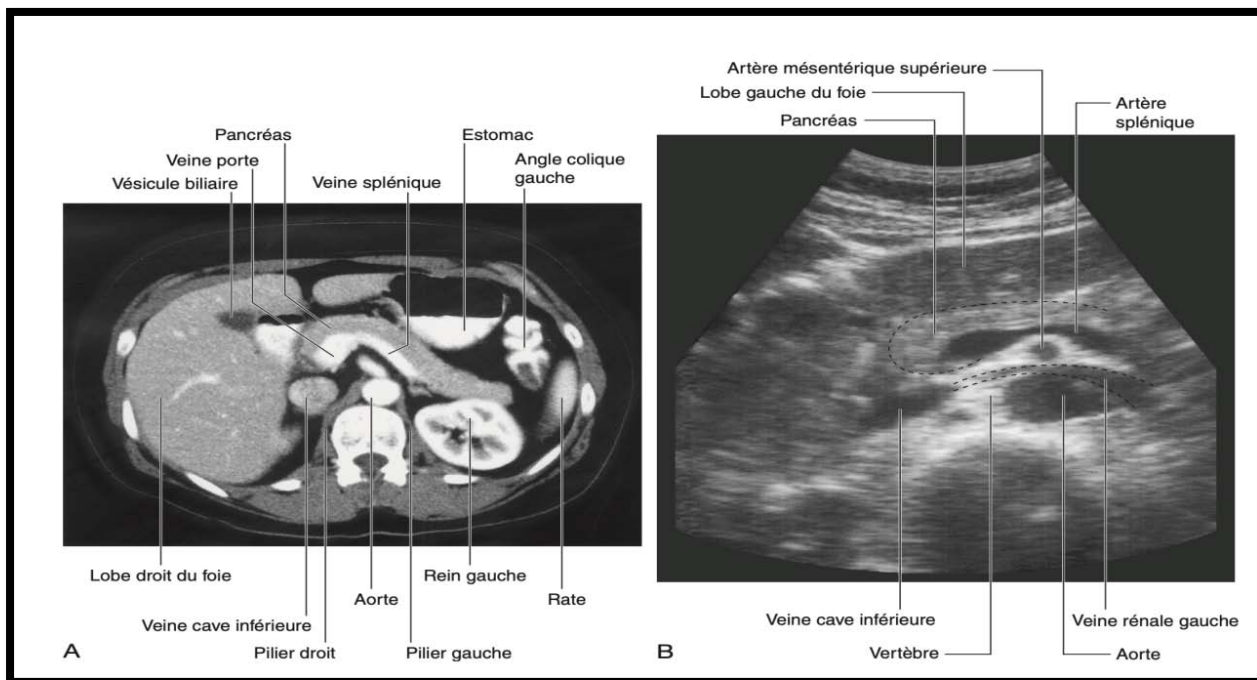 Pancréas
Veine porte
Vésicule biliaire
Veine splénique
Estomac
Angle colique
gauche
Lobe droit du foie
Veine cave inférieure
Pilier droit
Aorte
Pilier gauche
Rein gauche
Rate
A
Artère mésentérique supérieure
Lobe gauche du foie
Pancréas
Artère
splénique
Veine cave inférieure
Vertèbre
Veine rénale gauche
Aorte
B